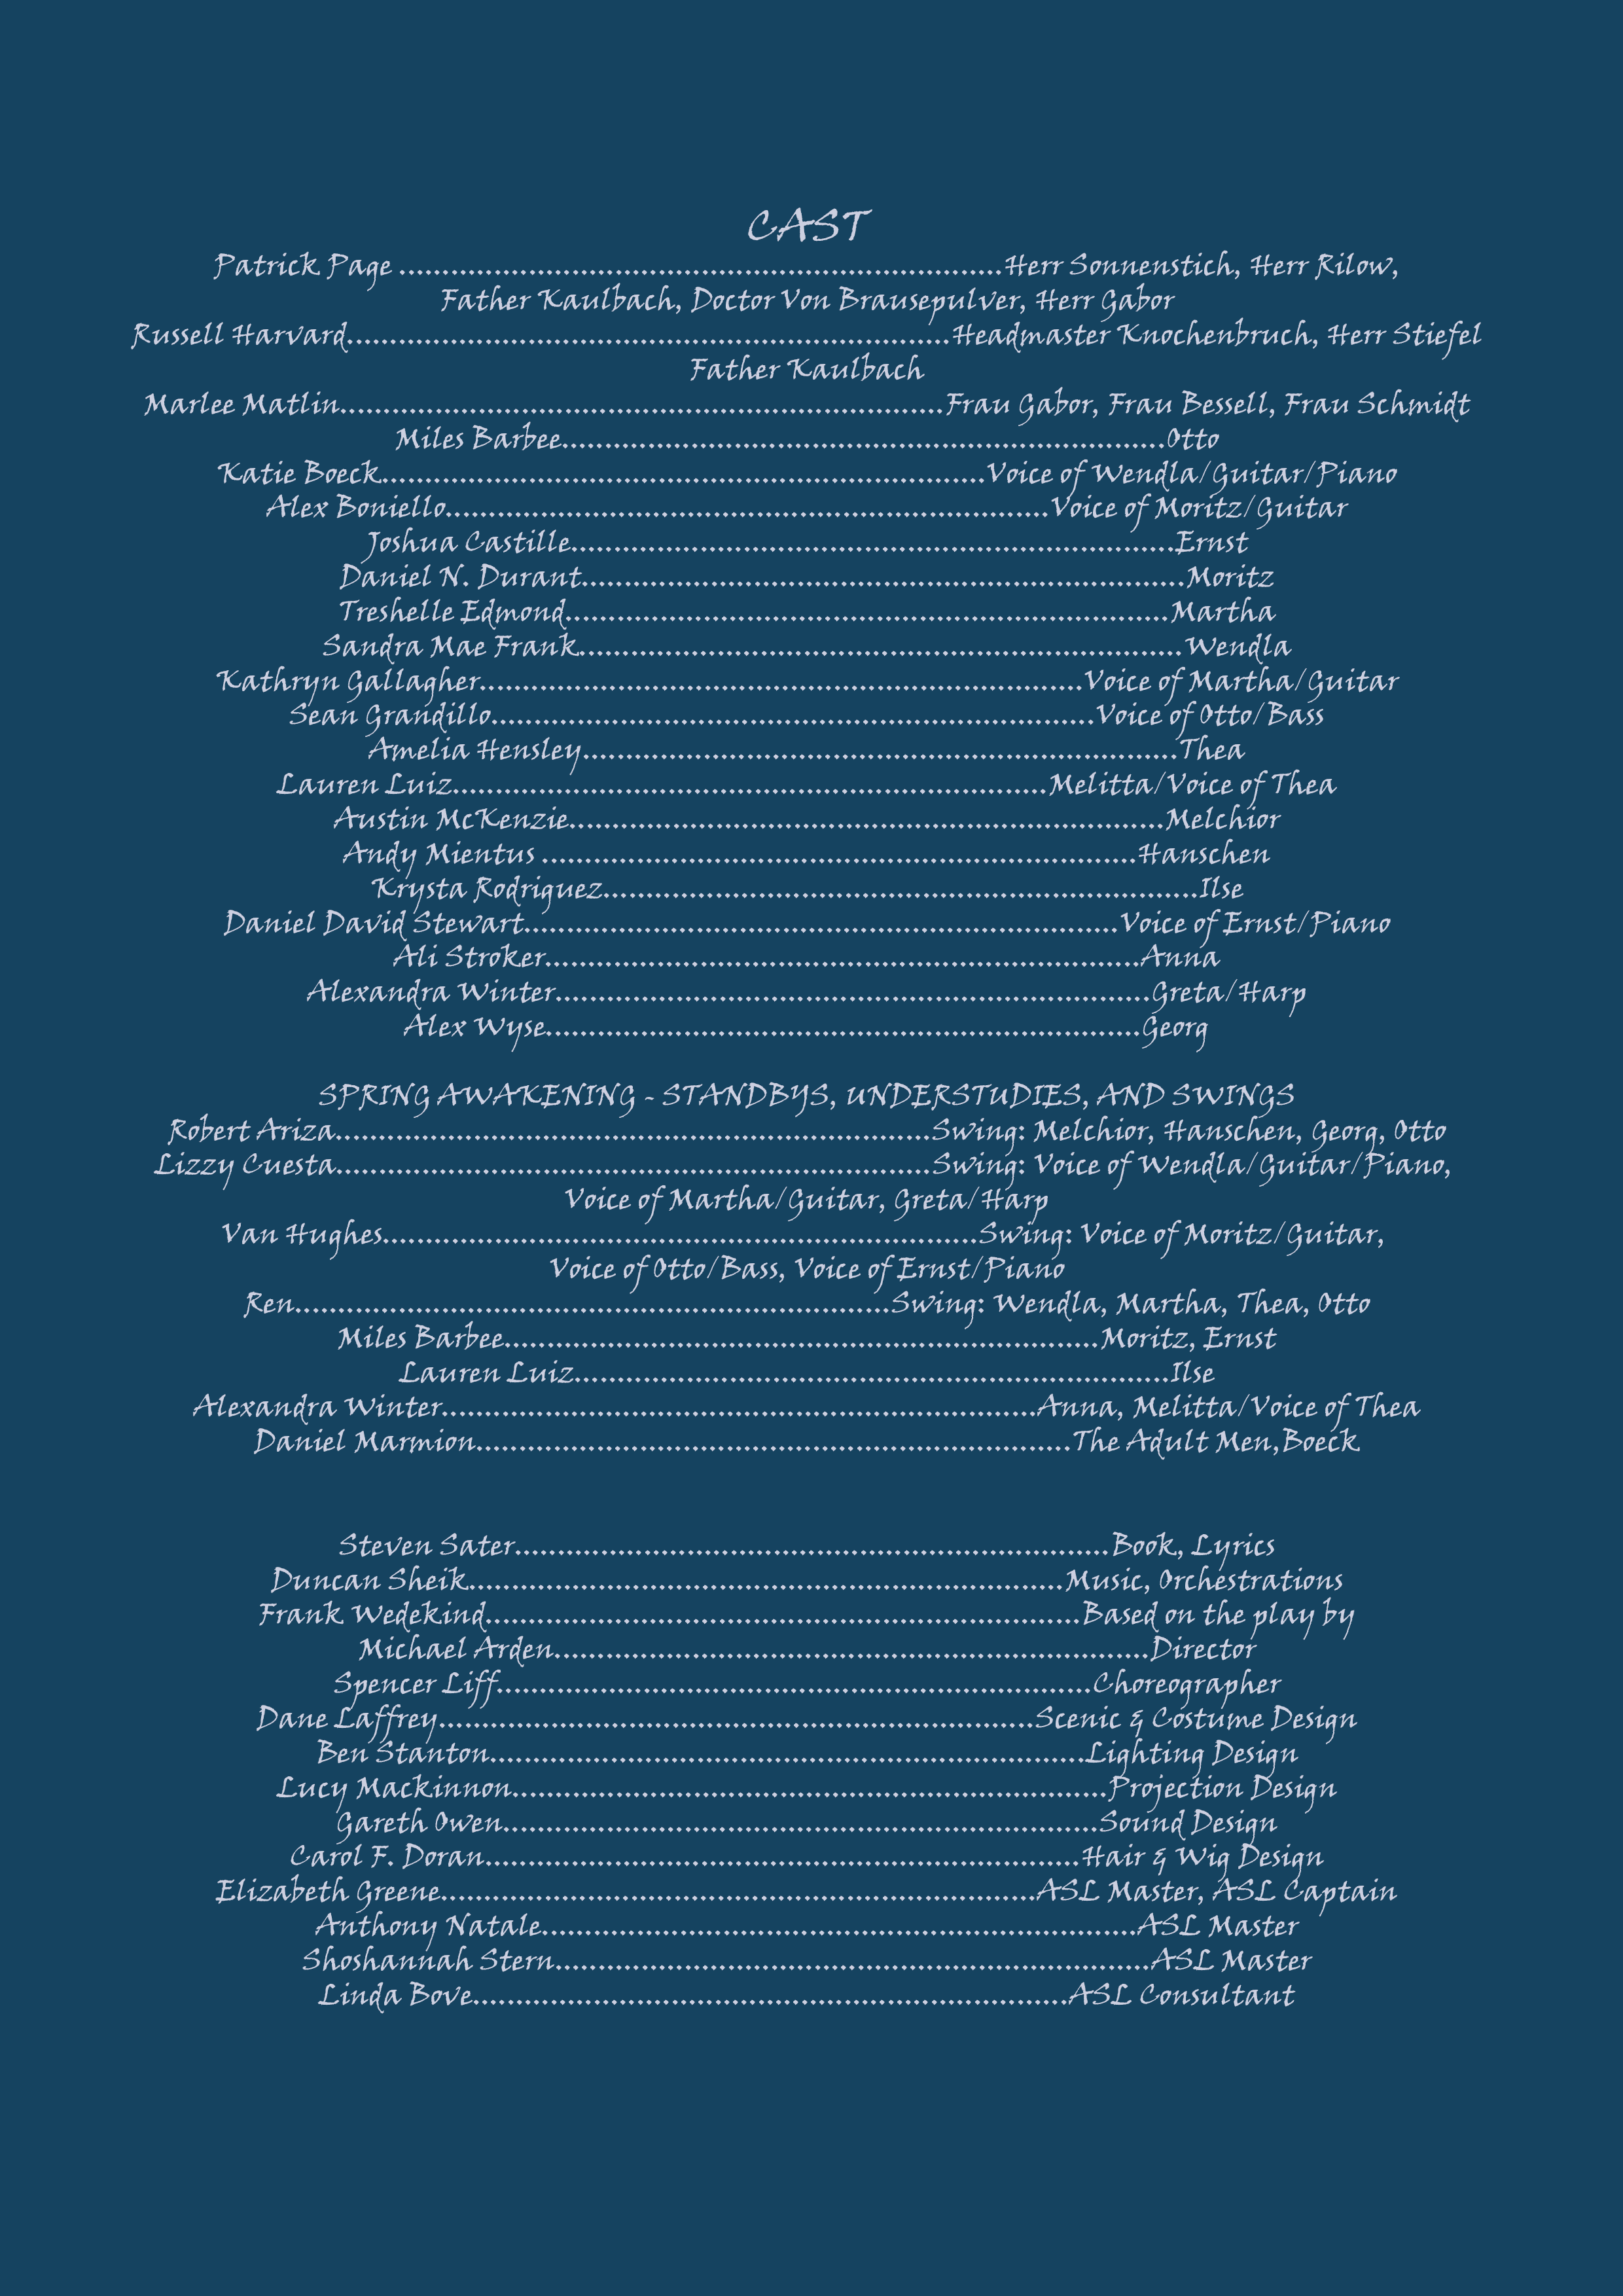 CAST
Patrick Page ......................................................................Herr Sonnenstich, Herr Rilow,
Father Kaulbach, Doctor Von Brausepulver, Herr Gabor
Russell Harvard......................................................................Headmaster Knochenbruch, Herr Stiefel
Father Kaulbach
Marlee Matlin......................................................................Frau Gabor, Frau Bessell, Frau Schmidt
Miles Barbee......................................................................Otto
Katie Boeck......................................................................Voice of Wendla/Guitar/Piano
Alex Boniello......................................................................Voice of Moritz/Guitar
Joshua Castille......................................................................Ernst
Daniel N. Durant......................................................................Moritz
Treshelle Edmond......................................................................Martha
Sandra Mae Frank......................................................................Wendla
Kathryn Gallagher......................................................................Voice of Martha/Guitar
Sean Grandillo......................................................................Voice of Otto/Bass
Amelia Hensley.....................................................................Thea
Lauren Luiz.....................................................................Melitta/Voice of Thea
Austin McKenzie.....................................................................Melchior
Andy Mientus .....................................................................Hanschen
Krysta Rodriguez.....................................................................Ilse
Daniel David Stewart.....................................................................Voice of Ernst/Piano
Ali Stroker.....................................................................Anna
Alexandra Winter.....................................................................Greta/Harp
Alex Wyse.....................................................................Georg
SPRING AWAKENING - STANDBYS, UNDERSTUDIES, AND SWINGS
Robert Ariza.....................................................................Swing: Melchior, Hanschen, Georg, Otto
Lizzy Cuesta.....................................................................Swing: Voice of Wendla/Guitar/Piano,
Voice of Martha/Guitar, Greta/Harp
Van Hughes.....................................................................Swing: Voice of Moritz/Guitar,
Voice of Otto/Bass, Voice of Ernst/Piano
Ren.....................................................................Swing: Wendla, Martha, Thea, Otto
Miles Barbee.....................................................................Moritz, Ernst
Lauren Luiz.....................................................................Ilse
Alexandra Winter.....................................................................Anna, Melitta/Voice of Thea
Daniel Marmion.....................................................................The Adult Men,Boeck
Steven Sater.....................................................................Book, Lyrics
Duncan Sheik.....................................................................Music, Orchestrations
Frank Wedekind.....................................................................Based on the play by
Michael Arden.....................................................................Director
Spencer Liff.....................................................................Choreographer
Dane Laffrey.....................................................................Scenic & Costume Design
Ben Stanton.....................................................................Lighting Design
Lucy Mackinnon.....................................................................Projection Design
Gareth Owen.....................................................................Sound Design
Carol F. Doran.....................................................................Hair & Wig Design
Elizabeth Greene.....................................................................ASL Master, ASL Captain
Anthony Natale.....................................................................ASL Master
Shoshannah Stern.....................................................................ASL Master
Linda Bove.....................................................................ASL Consultant